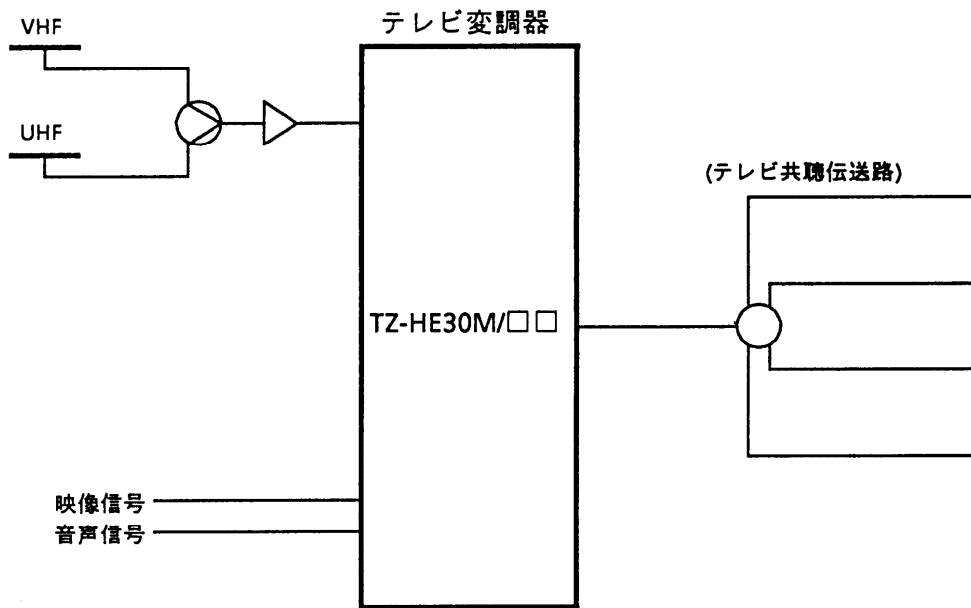 テレビ変調器
VHF
UHF
(テレビ共聴伝送路)
TZ-HE30M/□□
映像信号
音声信号